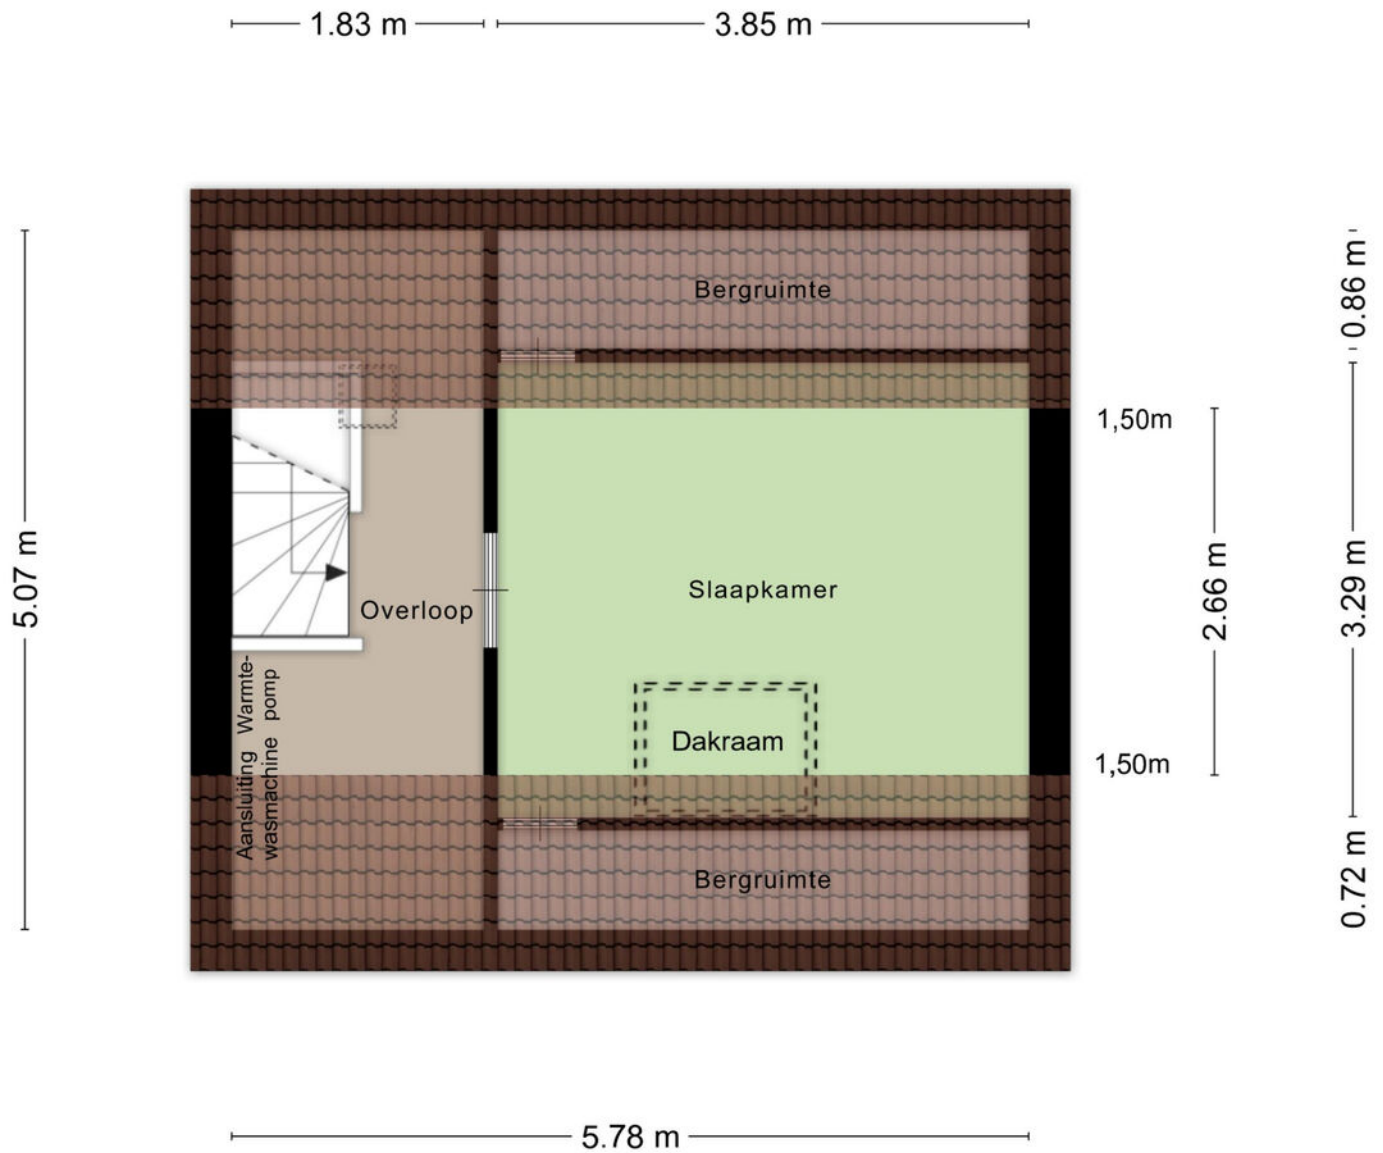 1.83 m
3.85 m
Bergruimte
0.86 m
1,50m
5.07 m
Overloop
Slaapkamer
2.66 m
3.29 m
Aansluiting Warmte-
wasmachine pomp
Dakraam
1,50m
Bergruimte
0.72 m
5.78 m